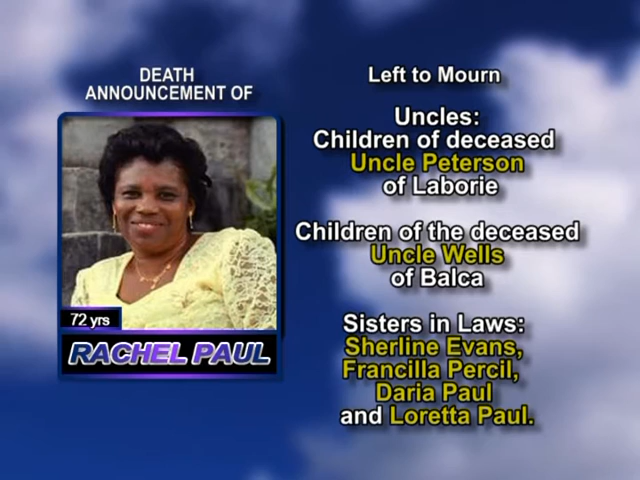 DEATH
ANNOUNCEMENT OF
72 yrs
RACHEL PAUL
Left to Mourn
Uncles:
Children of deceased
Uncle Peterson
of Laborie
Children of the deceased
Uncle Wells
of Balca
Sisters in Laws:
Sherline Evans,
Francilla Percil,
Daria Paul
and Loretta Paul.